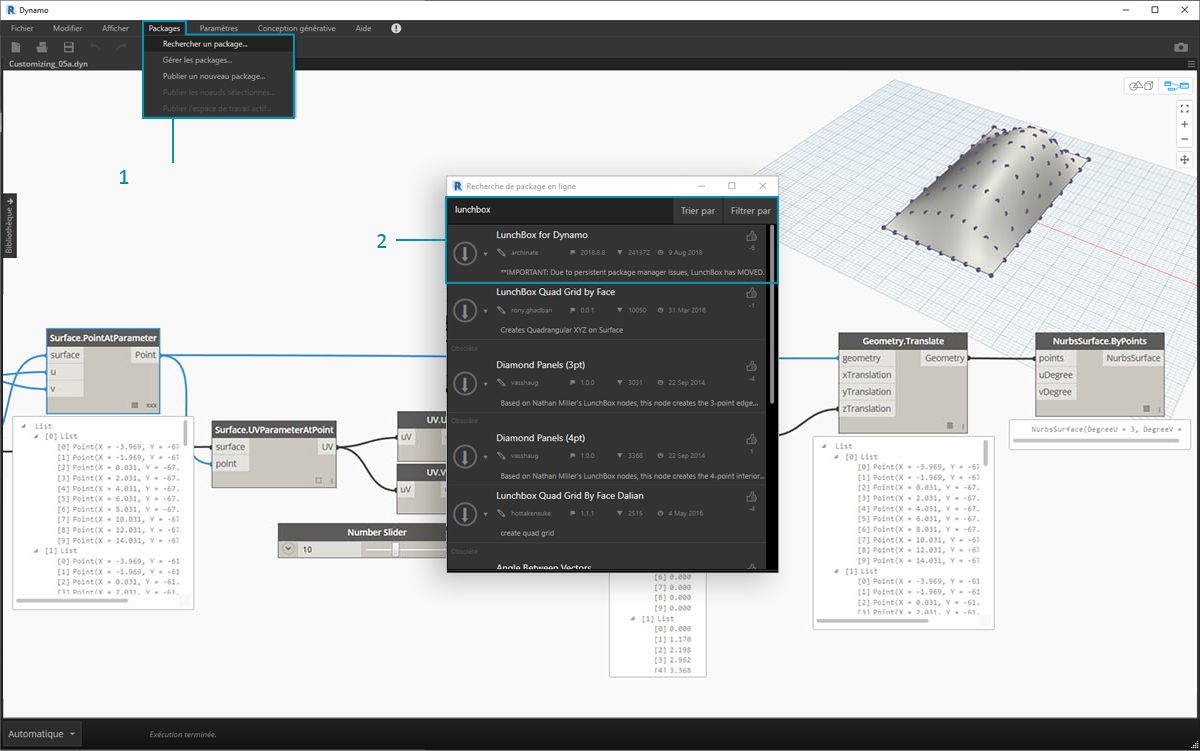 Dynamo
Fichier Modifier Afficher Packages Paramètres Conception générative Aide
Customizing_05a.dyn
Rechercher un package...
Gérer les packages...
Publier un nouveau package...
Publier les noeuds sélectionnés...
Publier l'espace de travail actif...
1
Bibliothèque
Recherche de package en ligne
lunchbox Trier par Filtrer par
2
LunchBox for Dynamo
archinate 2018.8.8 241372 9 Aug 2018 -6
**IMPORTANT: Due to persistent package manager issues, LunchBox has MOVED.
LunchBox Quad Grid by Face
rony.ghadban 0.0.1 10050 31 Mar 2016 -1
Creates Quadrangular XYZ on Surface
Obsolète
Diamond Panels (3pt)
vasshaug 1.0.0 3031 22 Sep 2014 -4
Based on Nathan Miller's LunchBox nodes, this node creates the 3-point edge...
Obsolète
Diamond Panels (4pt)
vasshaug 1.0.0 3368 22 Sep 2014 1
Based on Nathan Miller's LunchBox nodes, this node creates the 4-point interior...
Lunchbox Quad Grid By Face Dalian
hottakensuke 1.1.1 2515 4 May 2016 -4
create quad grid
Obsolète
Angle Between Vectors
Surface.PointAtParameter
surface Point
u
v
xxx
List
[0] List
[0] Point(X = -3.969, Y = -67
[1] Point(X = -1.969, Y = -67
[2] Point(X = 0.031, Y = -67.
[3] Point(X = 2.031, Y = -67.
[4] Point(X = 4.031, Y = -67.
[5] Point(X = 6.031, Y = -67.
[6] Point(X = 8.031, Y = -67.
[7] Point(X = 10.031, Y = -67
[8] Point(X = 12.031, Y = -67
[9] Point(X = 14.031, Y = -67
[1] List
[0] Point(X = -3.969, Y = -61
[1] Point(X = -1.969, Y = -61
[2] Point(X = 0.031, Y = -61.
[3] Point(X = 2.031, Y = -61.
Surface.UVParameterAtPoint
surface UV
point
UV.U
uV
UV.V
uV
Number Slider
10
[6] 0.000
[7] 0.000
[8] 0.000
[9] 0.000
[1] List
[0] 0.000
[1] 1.170
[2] 2.198
[3] 2.962
[4] 3.368
Geometry.Translate
geometry Geometry
xTranslation
yTranslation
zTranslation
List
[0] List
[0] Point(X = -3.969, Y = -67
[1] Point(X = -1.969, Y = -67
[2] Point(X = 0.031, Y = -67.
[3] Point(X = 2.031, Y = -67.
[4] Point(X = 4.031, Y = -67.
[5] Point(X = 6.031, Y = -67.
[6] Point(X = 8.031, Y = -67.
[7] Point(X = 10.031, Y = -67
[8] Point(X = 12.031, Y = -67
[9] Point(X = 14.031, Y = -67
[1] List
[0] Point(X = -3.969, Y = -61
[1] Point(X = -1.969, Y = -61
[2] Point(X = 0.031, Y = -61.
[3] Point(X = 2.031, Y = -61.
NurbsSurface.ByPoints
points NurbsSurface
uDegree
vDegree
NurbsSurface(DegreeU = 3, DegreeV =
Automatique
Exécution terminée.